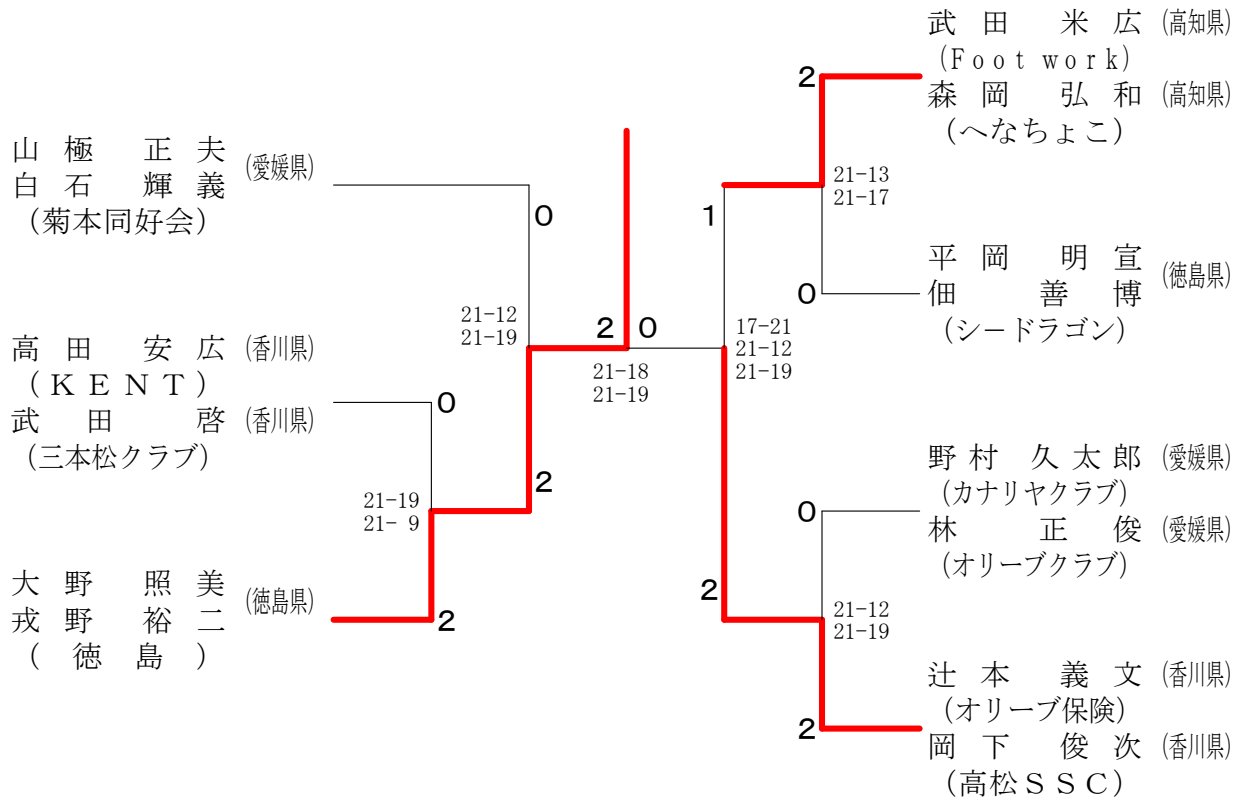 山極 正夫 (愛媛県)
白石 輝義
(菊本同好会)
0
21-12
21-19
高田 安広 (香川県)
(KENT)
武田 啓 (香川県)
(三本松クラブ)
0
21-19
21- 9
2
大野 照美 (徳島県)
戎野 裕二
(徳島)
2
2 0
21-18
21-19
武田 米広 (高知県)
(Foot work)
森岡 弘和 (高知県)
(へなちょこ)
2
21-13
21-17
1
平岡 明宣 (徳島県)
佃 善博
(シードラゴン)
0
17-21
21-12
21-19
野村 久太郎 (愛媛県)
(カナリヤクラブ)
林 正俊 (愛媛県)
(オリーブクラブ)
0
2
21-12
21-19
辻本 義文 (香川県)
(オリーブ保険)
岡下 俊次 (香川県)
(高松SSC)
2